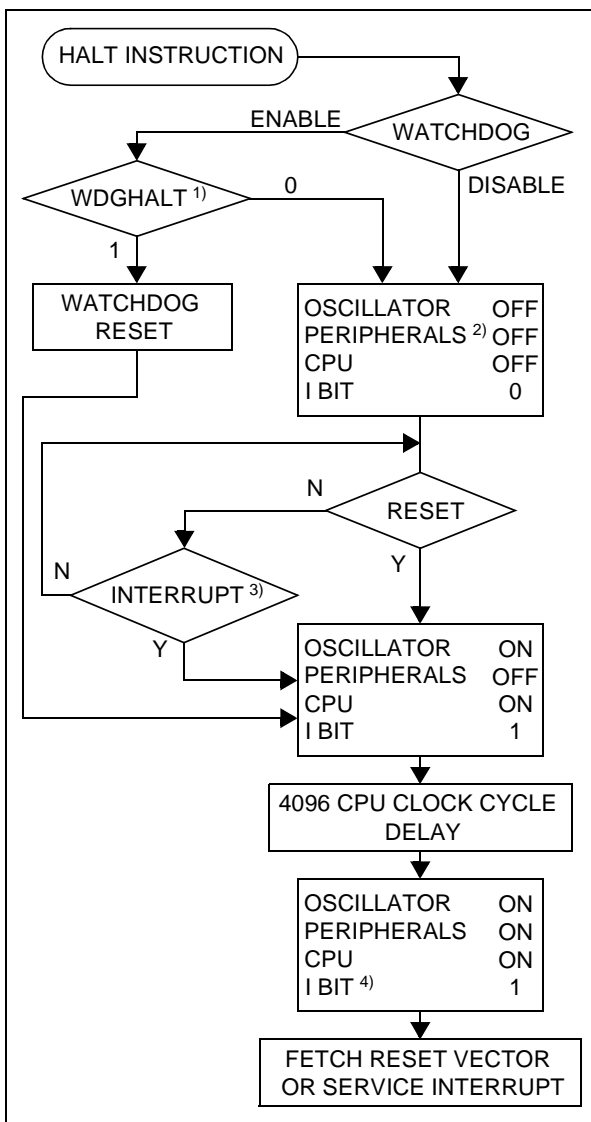 HALT INSTRUCTION
ENABLE
WATCHDOG
WDGHALT 1)
0
DISABLE
1
WATCHDOG
RESET
OSCILLATOR OFF
PERIPHERALS 2) OFF
CPU OFF
I BIT 0
N
RESET
N
Y
INTERRUPT 3)
Y
OSCILLATOR ON
PERIPHERALS OFF
CPU ON
I BIT 1
4096 CPU CLOCK CYCLE
DELAY
OSCILLATOR ON
PERIPHERALS ON
CPU ON
I BIT 4) 1
FETCH RESET VECTOR
OR SERVICE INTERRUPT